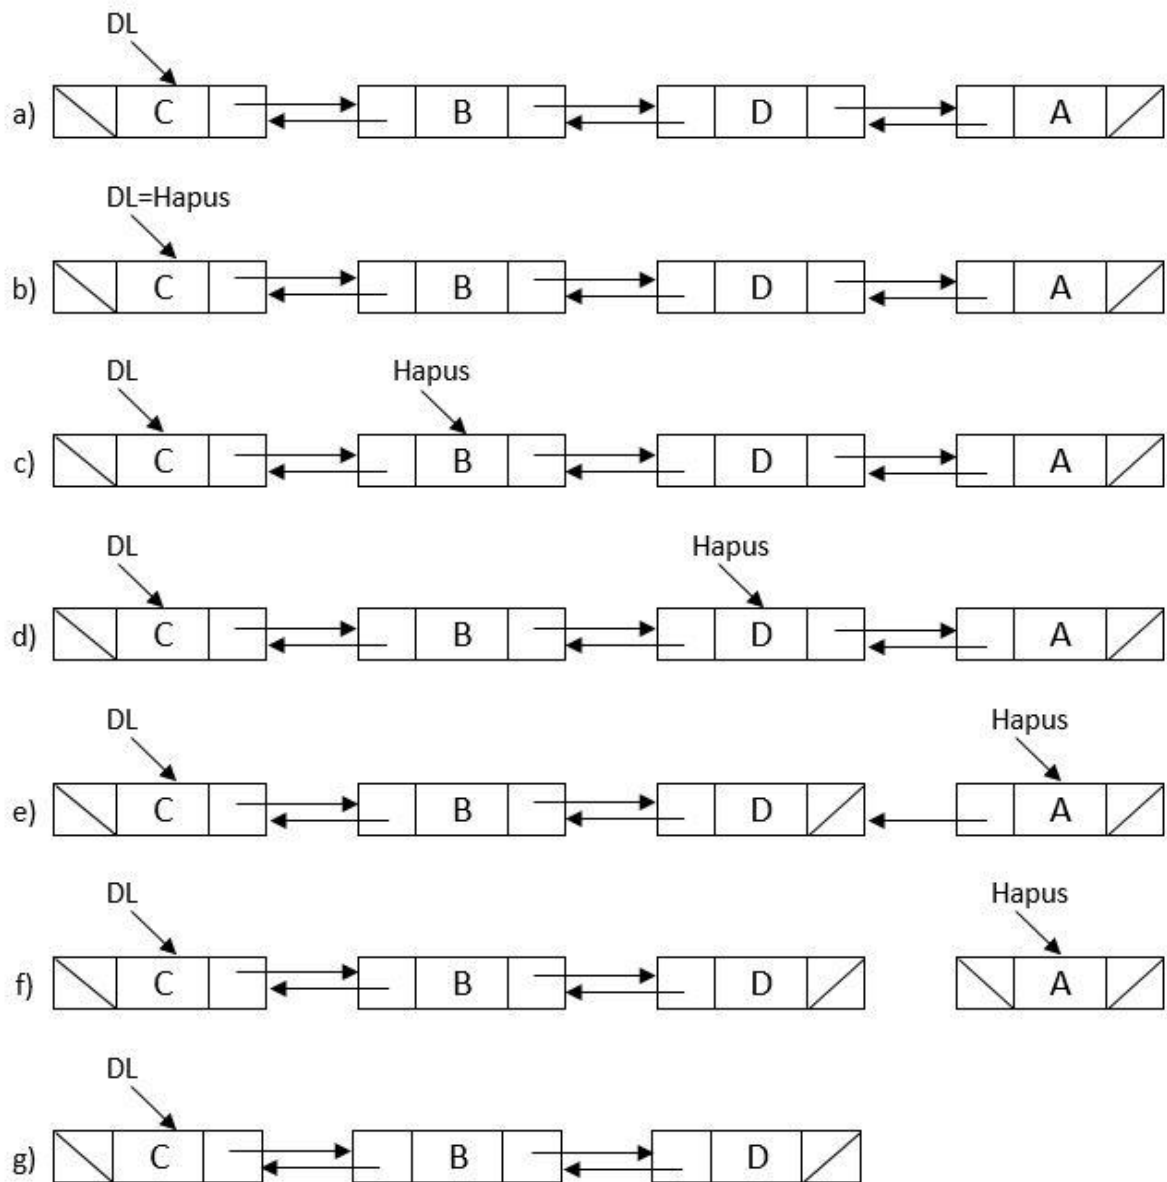 DL
a) C B D A
DL=Hapus
b) C B D A
DL Hapus
c) C B D A
DL Hapus
d) C B D A
DL Hapus
e) C B D A
DL Hapus
f) C B D A
DL
g) C B D